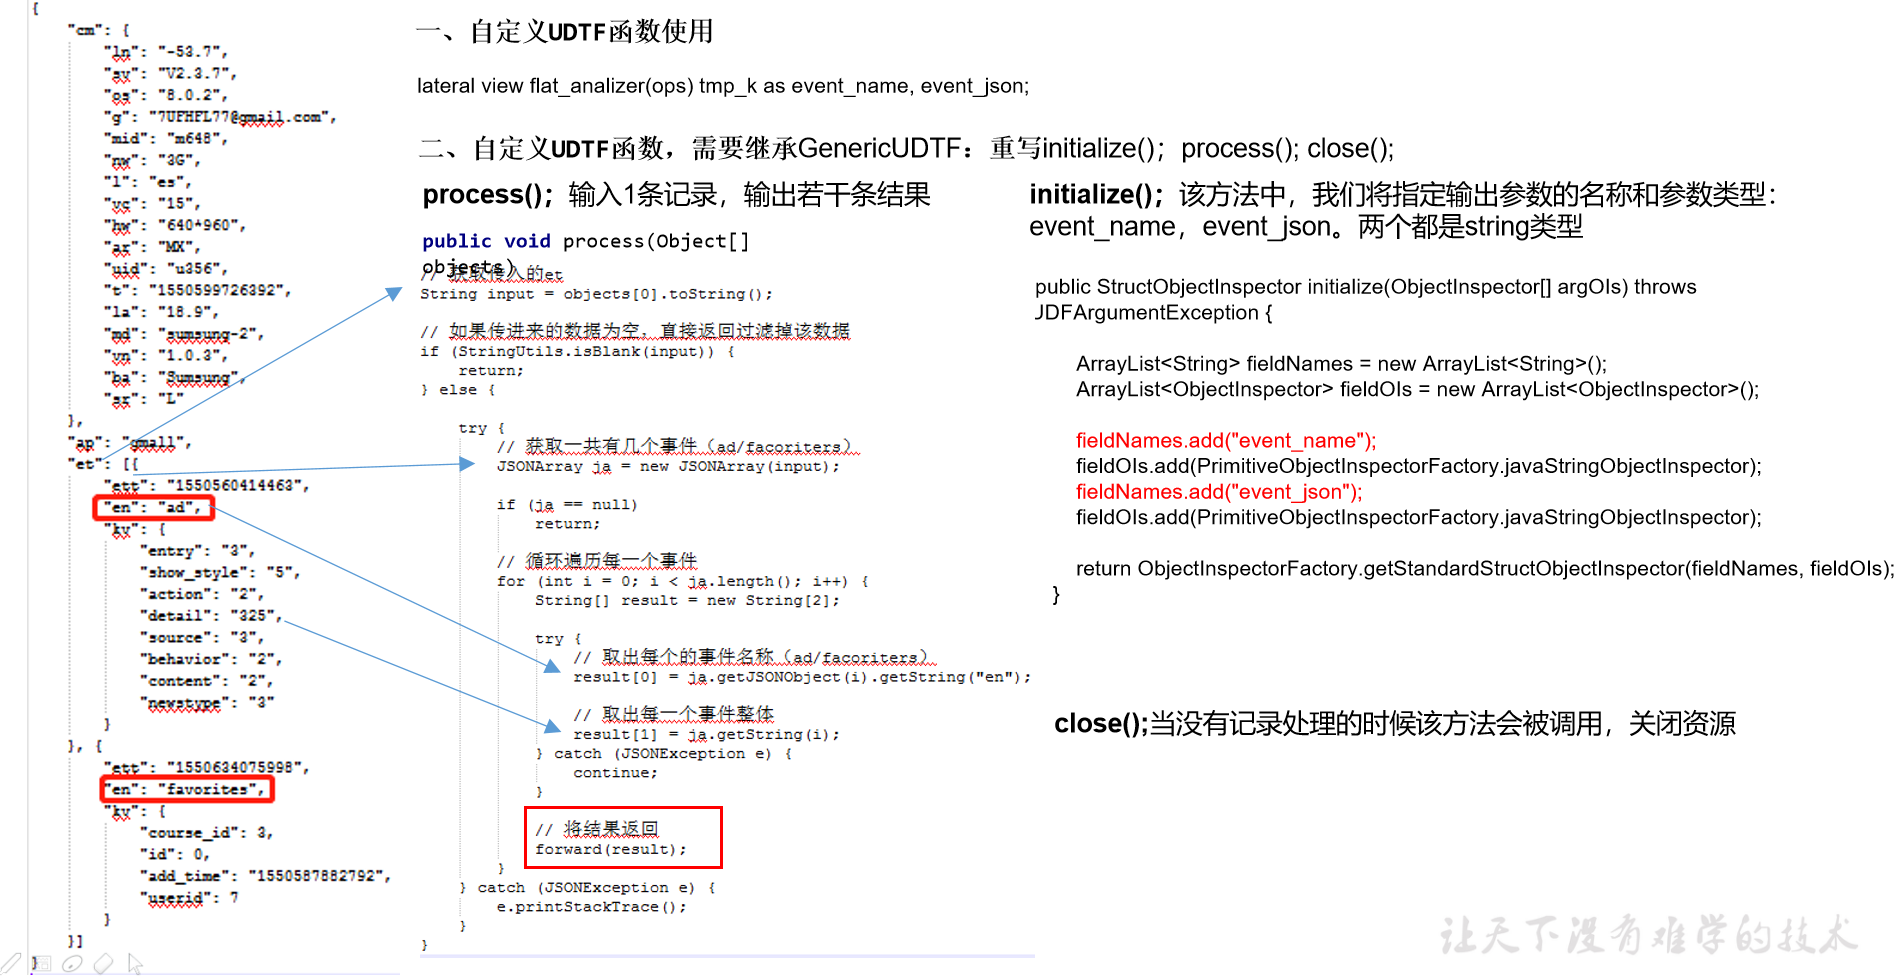 {
"cm": {
"ln": "-53.7",
"sv": "V2.3.7",
"os": "8.0.2",
"g": "7UFHFL77@gmail.com",
"mid": "m648",
"nw": "3G",
"l": "es",
"vc": "15",
"hw": "640*960",
"ar": "MX",
"uid": "u356",
"t": "1550599726392",
"la": "18.9",
"md": "sumsung-2",
"vn": "1.0.3",
"ba": "Sumsung",
"sr": "L"
},
"ap": "gmall",
"et": [{
"ett": "1550560414463",
"en": "ad",
"kv": {
"entry": "3",
"show_style": "5",
"action": "2",
"detail": "325",
"source": "3",
"behavior": "2",
"content": "2",
"newstype": "3"
}
}, {
"ett": "1550634075998",
"en": "favorites",
"kv": {
"course_id": 3,
"id": 0,
"add_time": "1550587882792",
"userid": 7
}
}]
}
一、自定义UDTF函数使用
lateral view flat_analizer(ops) tmp_k as event_name, event_json;
二、自定义UDTF函数，需要继承GenericUDTF：重写initialize()；process(); close();
process()；输入1条记录，输出若干条结果
public void process(Object[]
objects)
// 获取传入的et
String input = objects[0].toString();
// 如果传进来的数据为空，直接返回过滤掉该数据
if (StringUtils.isBlank(input)) {
return;
} else {
try {
// 获取一共有几个事件（ad/facoriters）
JSONArray ja = new JSONArray(input);
if (ja == null)
return;
// 循环遍历每一个事件
for (int i = 0; i < ja.length(); i++) {
String[] result = new String[2];
try {
// 取出每个的事件名称（ad/facoriters）
result[0] = ja.getJSONObject(i).getString("en");
// 取出每一个事件整体
result[1] = ja.getString(i);
} catch (JSONException e) {
continue;
}
// 将结果返回
forward(result);
}
} catch (JSONException e) {
e.printStackTrace();
}
}
initialize()；该方法中，我们将指定输出参数的名称和参数类型：
event_name，event_json。两个都是string类型
public StructObjectInspector initialize(ObjectInspector[] argOIs) throws
UDFArgumentException {
ArrayList<String> fieldNames = new ArrayList<String>();
ArrayList<ObjectInspector> fieldOIs = new ArrayList<ObjectInspector>();
fieldNames.add("event_name");
fieldOIs.add(PrimitiveObjectInspectorFactory.javaStringObjectInspector);
fieldNames.add("event_json");
fieldOIs.add(PrimitiveObjectInspectorFactory.javaStringObjectInspector);
return ObjectInspectorFactory.getStandardStructObjectInspector(fieldNames, fieldOIs);
}
close();当没有记录处理的时候该方法会被调用，关闭资源
让天下没有难学的技术